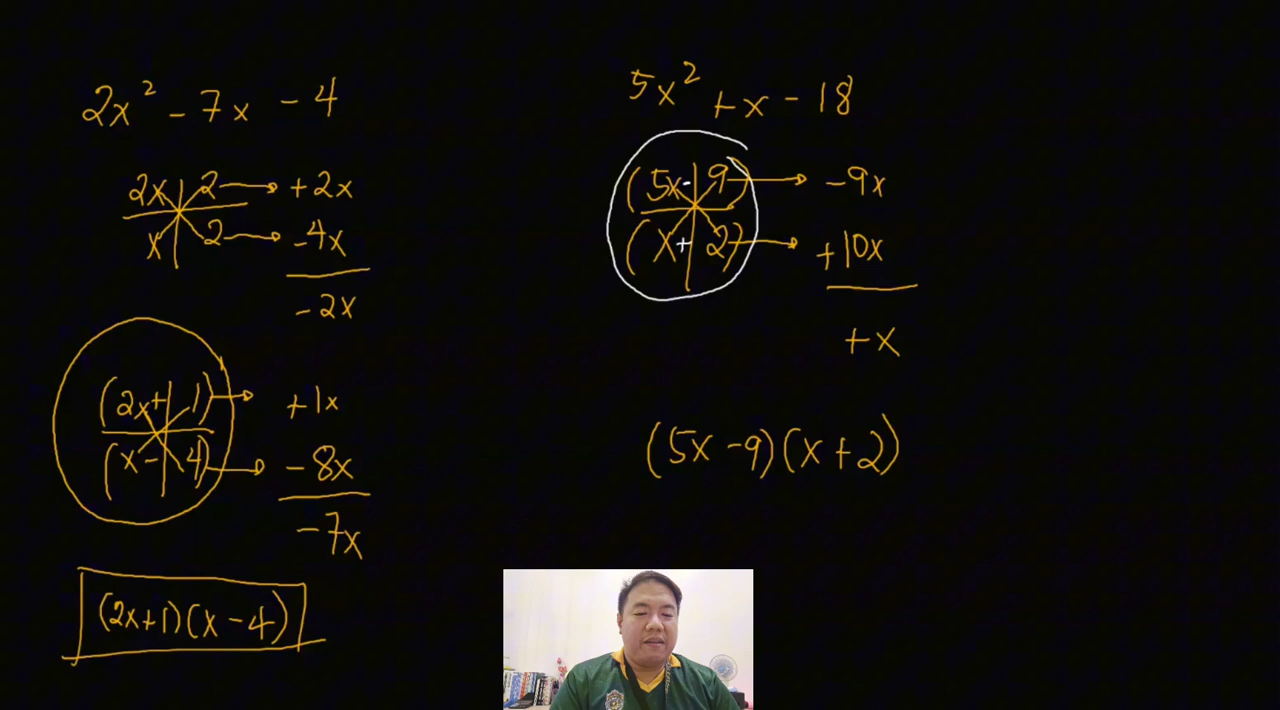 2x² - 7x - 4
2x 2 → +2x
x 2 → -4x
-2x
(2x + 1) → +1x
(x - 4) → -8x
-7x
(2x+1)(x-4)
5x² + x - 18
(5x - 9) → -9x
(x + 2) → +10x
+x
(5x - 9)(x + 2)